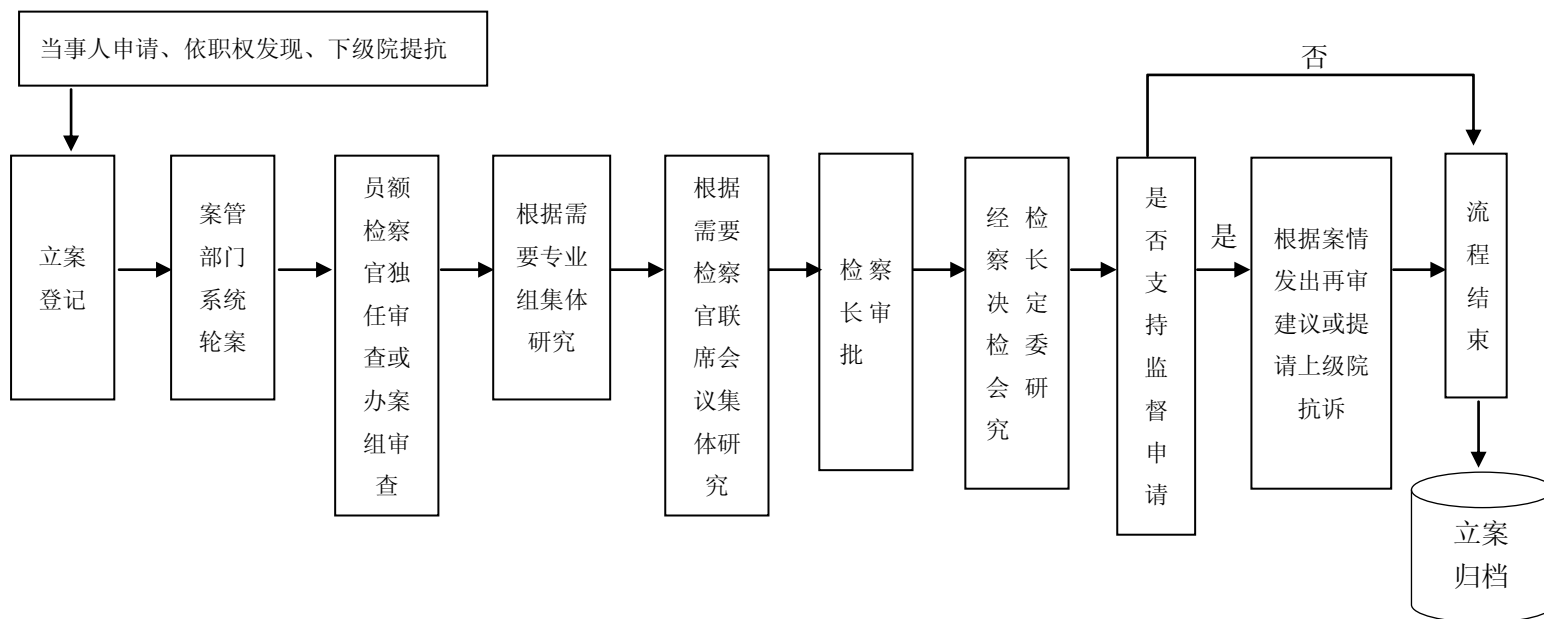 当事人申请、依职权发现、下级院提抗
否
立案
登记
案管
部门
系统
轮案
员额
检察
官独
任审
查或
办案
组审
查
根据需
要专业
组集体
研究
根据
需要
检察
官联
席会
议集
体研
究
检察
长审
批
经检
察长
决定
检委
会研
究
是
否
支
持
监
督
申
请
是
根据案情
发出再审
建议或提
请上级院
抗诉
流
程
结
束
立案
归档